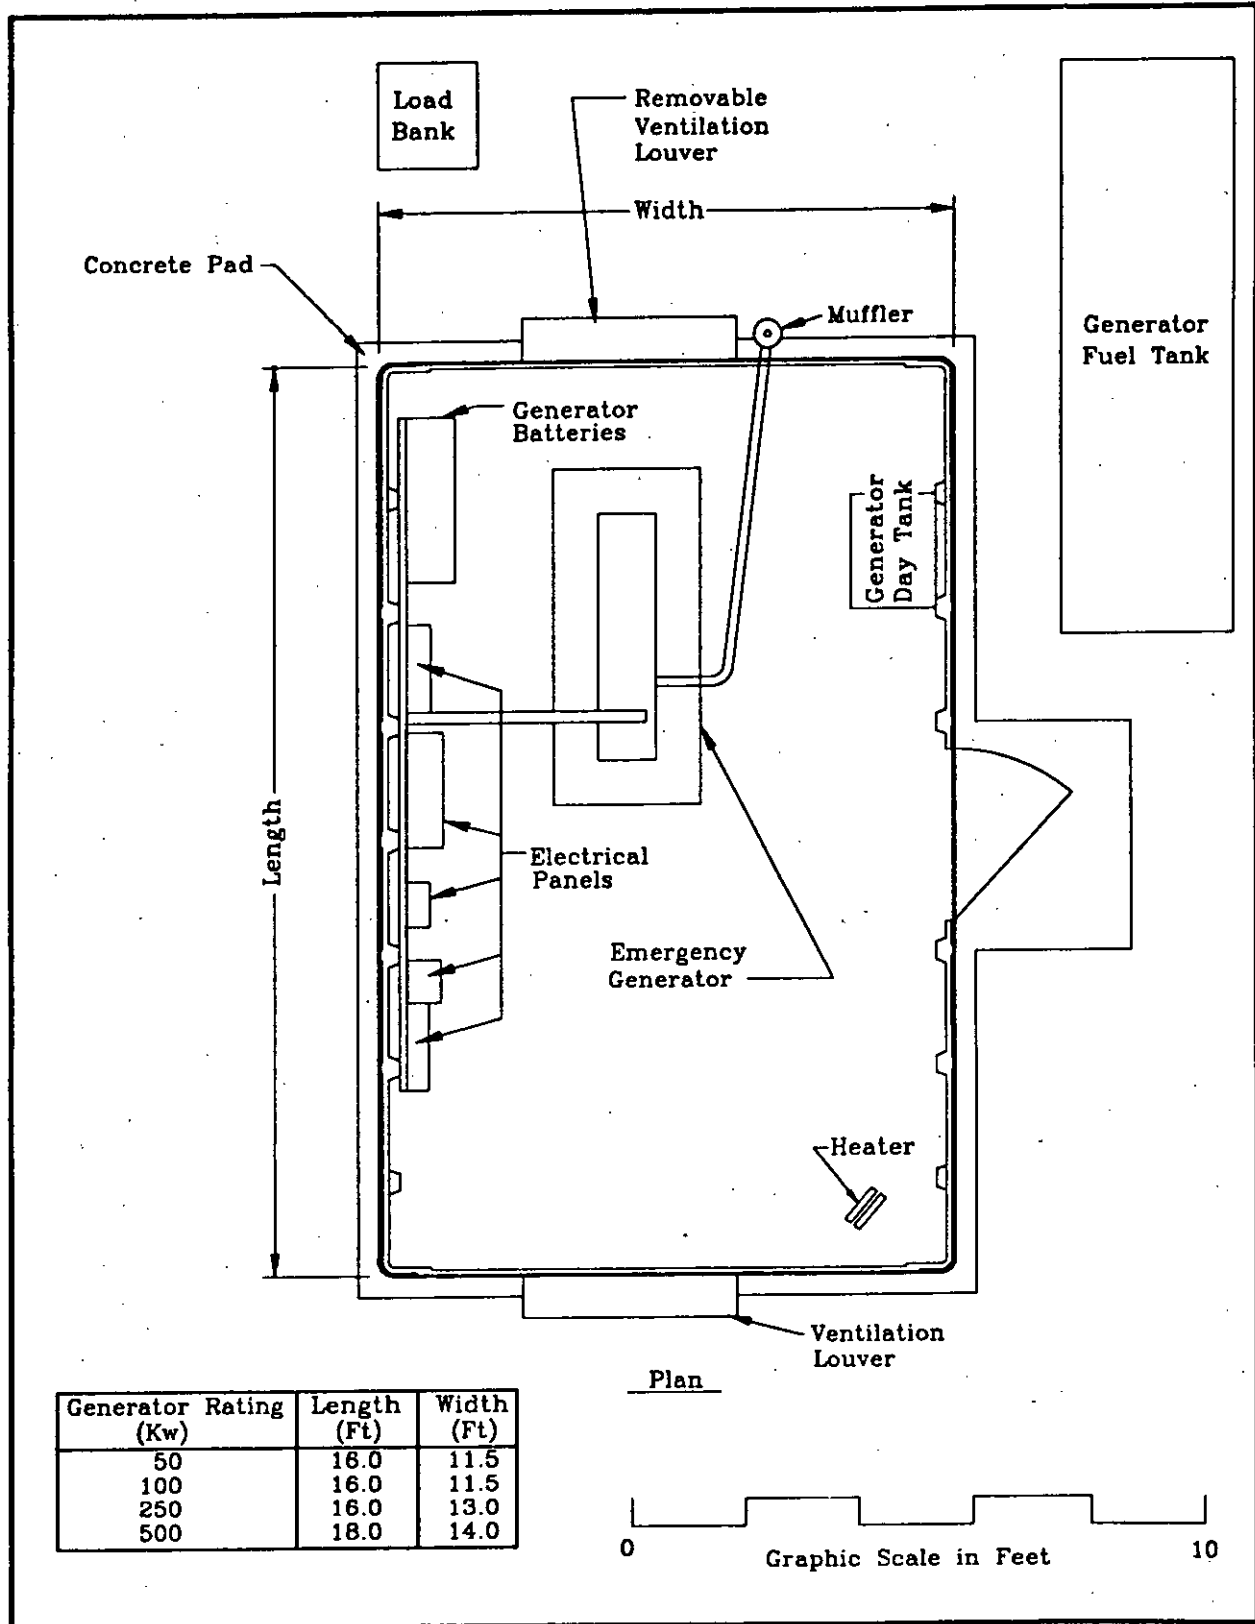 Load
Bank
Removable
Ventilation
Louver
Width
Concrete Pad
Muffler
Generator
Fuel Tank
Generator
Batteries
Generator
Day Tank
Length
Electrical
Panels
Emergency
Generator
Heater
Ventilation
Louver
Plan
Generator Rating Length Width
(Kw) (Ft) (Ft)
50 16.0 11.5
100 16.0 11.5
250 16.0 13.0
500 18.0 14.0
0 10
Graphic Scale in Feet